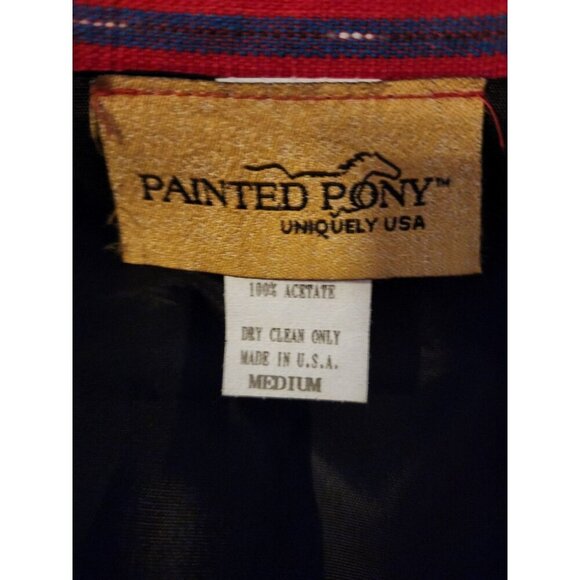 PAINTED PONY™
UNIQUELY USA
100% ACETATE
DRY CLEAN ONLY
MADE IN U.S.A.
MEDIUM